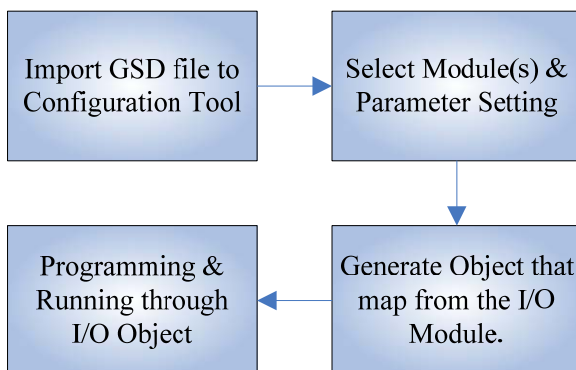 Import GSD file to
Configuration Tool
Select Module(s) &
Parameter Setting
Generate Object that
map from the I/O
Module.
Programming &
Running through
I/O Object